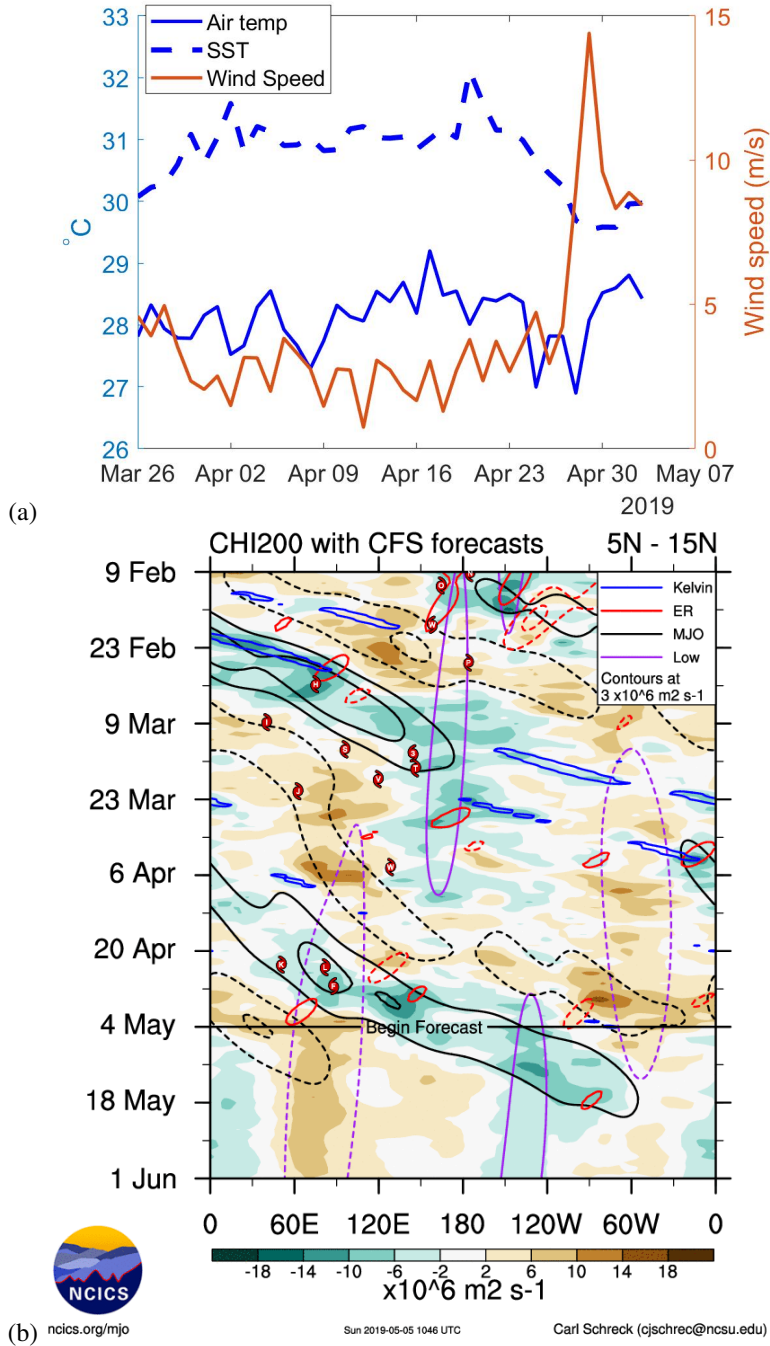 33
32
31
30
29
28
27
26
°C
Air temp
SST
Wind Speed
15
10
5
0
Wind speed (m/s)
Mar 26
Apr 02
Apr 09
Apr 16
Apr 23
Apr 30
May 07
2019
(a)
CHI200 with CFS forecasts
5N - 15N
9 Feb
23 Feb
9 Mar
23 Mar
6 Apr
20 Apr
4 May
18 May
1 Jun
Kelvin
ER
MJO
Low
Contours at
3 x10^6 m2 s-1
O
W
P
H
I
S
3
T
V
J
W
K
L
F
Begin Forecast
0
60E
120E
180
120W
60W
0
-18
-14
-10
-6
-2
2
6
10
14
18
x10^6 m2 s-1
NCICS
(b)
ncics.org/mjo
Sun 2019-05-05 1046 UTC
Carl Schreck (cjschrec@ncsu.edu)